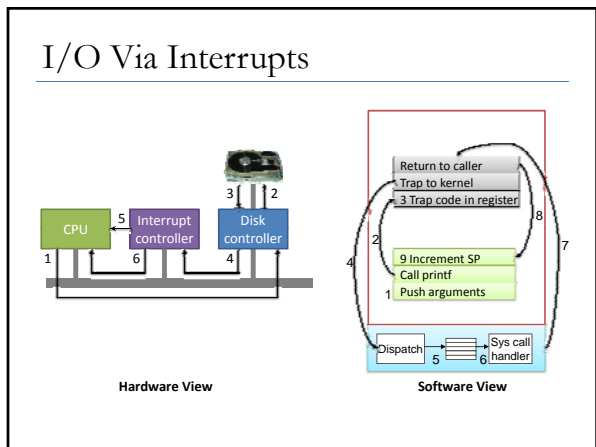 I/O Via Interrupts
3
2
CPU
5
Interrupt
controller
Disk
controller
1
6
4
Hardware View
Return to caller
Trap to kernel
3 Trap code in register
8
2
4
7
9 Increment SP
Call printf
1 Push arguments
Dispatch
5
6
Sys call
handler
Software View